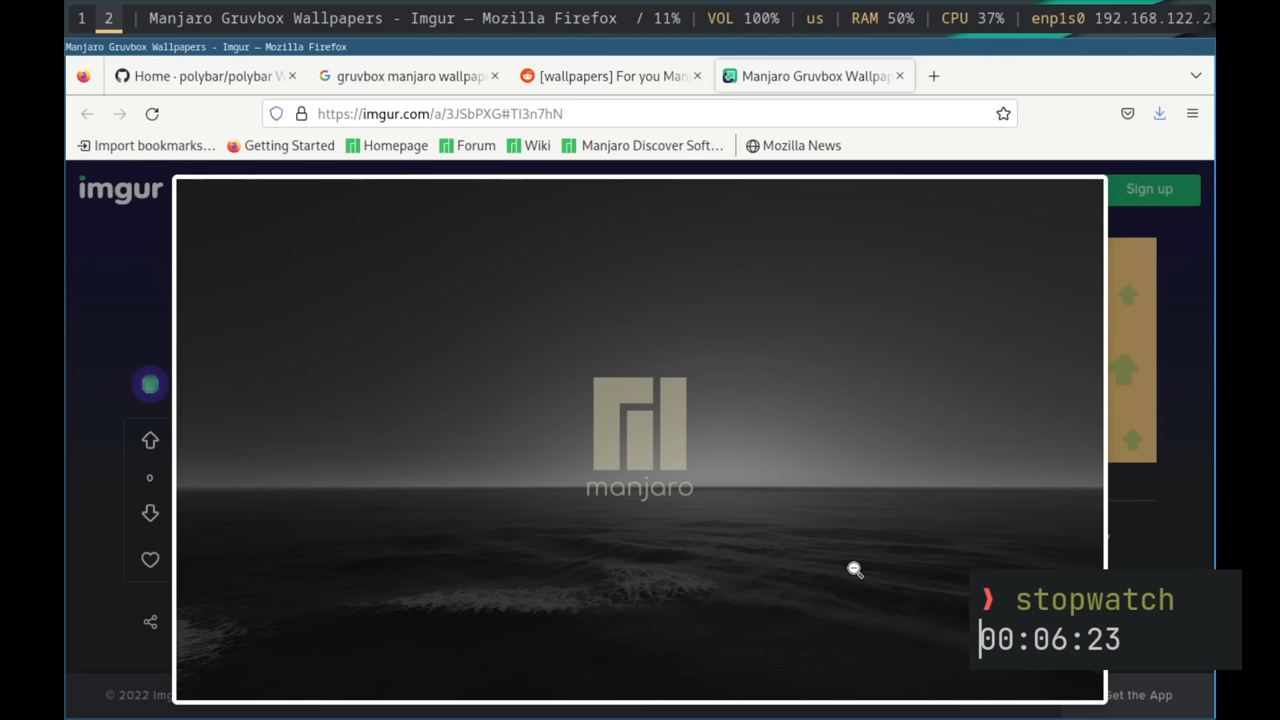 1 2 | Manjaro Gruvbox Wallpapers - Imgur — Mozilla Firefox / 11% | VOL 100% | us | RAM 50% | CPU 37% | enp1s0 192.168.122.2
Manjaro Gruvbox Wallpapers - Imgur — Mozilla Firefox
Home · polybar/polybar W
gruvbox manjaro wallpape
[wallpapers] For you Man
Manjaro Gruvbox Wallpap
https://imgur.com/a/3JSbPXG#TI3n7hN
Import bookmarks… Getting Started Homepage Forum Wiki Manjaro Discover Soft… Mozilla News
imgur
Sign up
manjaro
0
stopwatch
00:06:23
© 2022 Im
Get the App